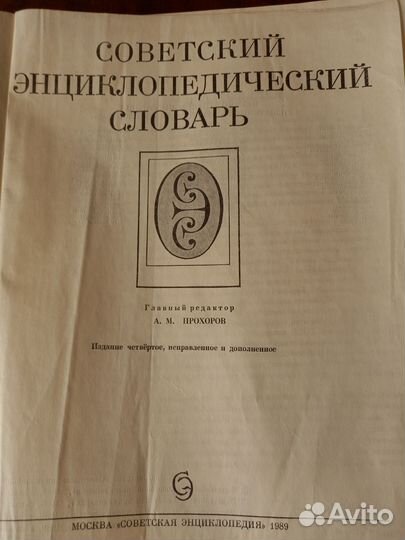 СОВЕТСКИЙ
ЭНЦИКЛОПЕДИЧЕСКИЙ
СЛОВАРЬ
Главный редактор
А. М. ПРОХОРОВ
Издание четвёртое, исправленное и дополненное
МОСКВА «СОВЕТСКАЯ ЭНЦИКЛОПЕДИЯ» 1989
Avito